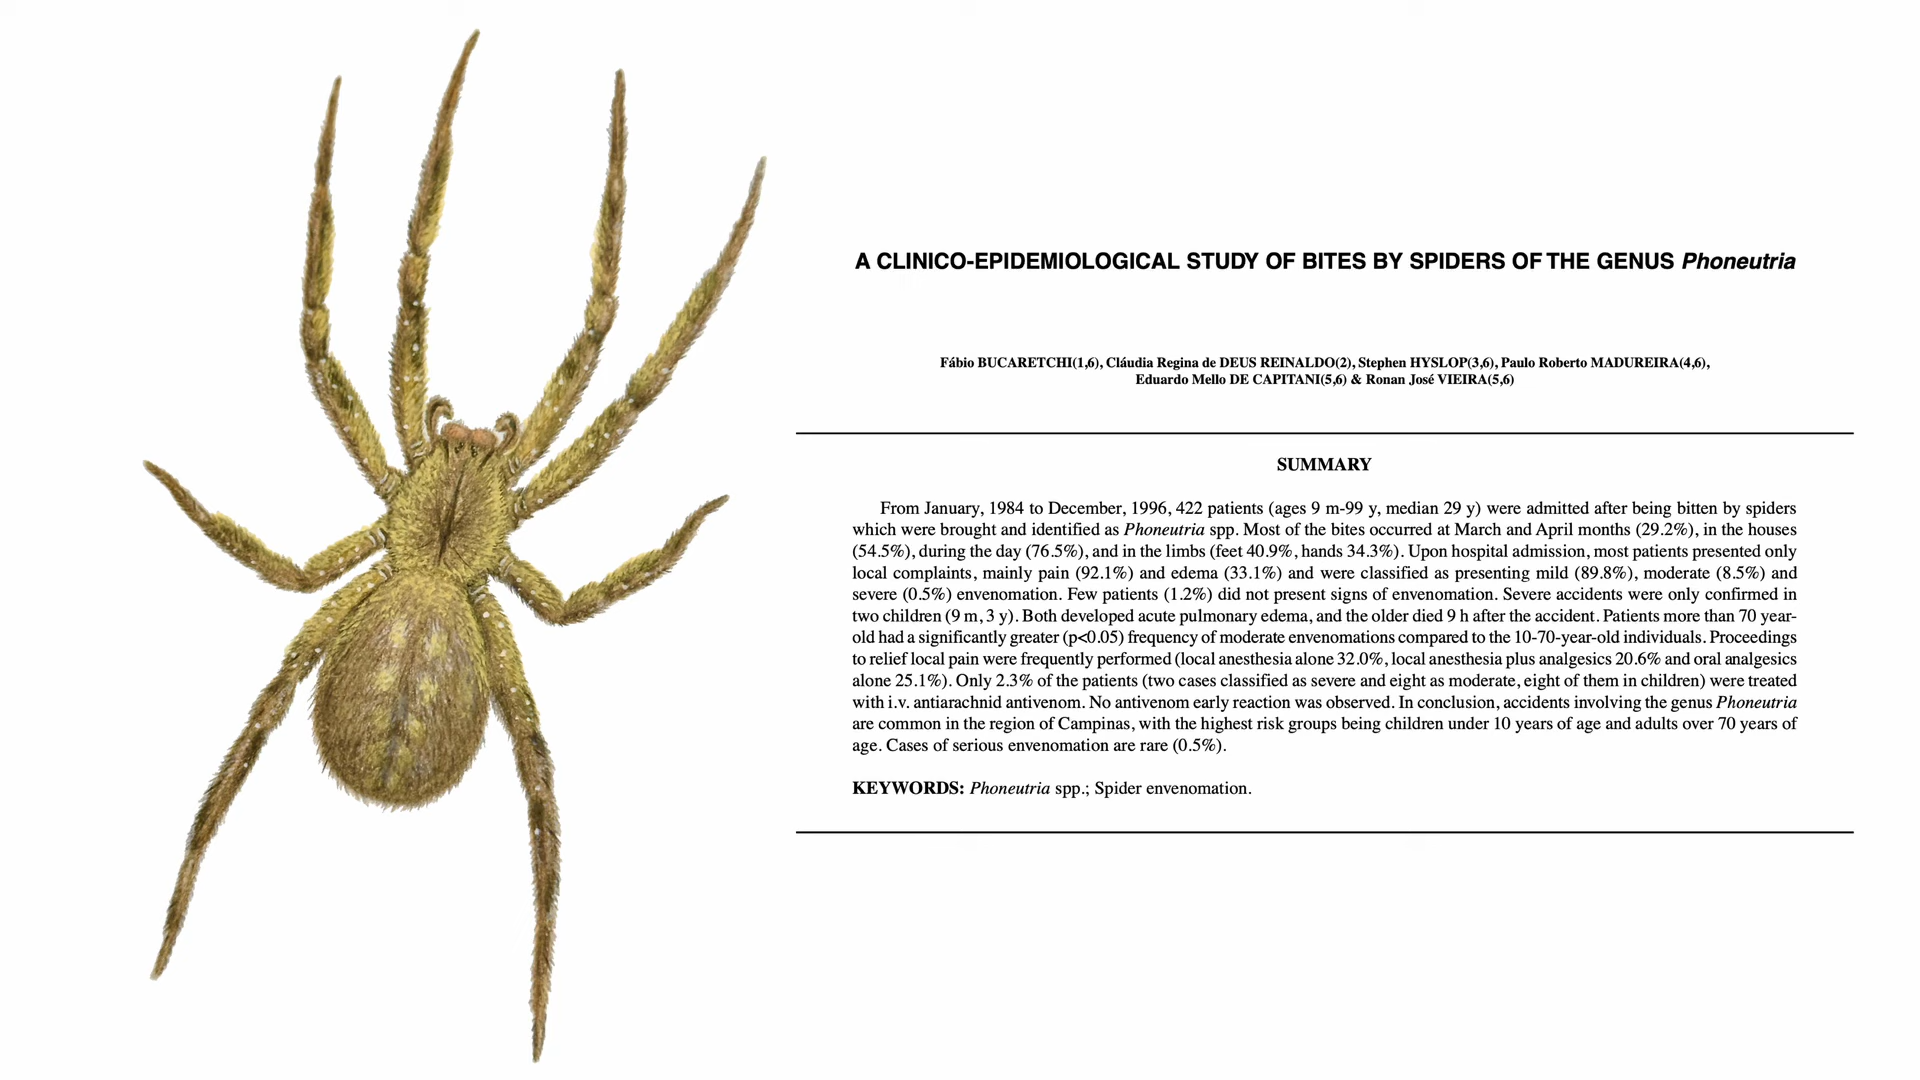 A CLINICO-EPIDEMIOLOGICAL STUDY OF BITES BY SPIDERS OF THE GENUS Phoneutria
Fábio BUCARETCHI(1,6), Cláudia Regina de DEUS REINALDO(2), Stephen HYSLOP(3,6), Paulo Roberto MADUREIRA(4,6),
Eduardo Mello DE CAPITANI(5,6) & Ronan José VIEIRA(5,6)
SUMMARY
From January, 1984 to December, 1996, 422 patients (ages 9 m-99 y, median 29 y) were admitted after being bitten by spiders
which were brought and identified as Phoneutria spp. Most of the bites occurred at March and April months (29.2%), in the houses
(54.5%), during the day (76.5%), and in the limbs (feet 40.9%, hands 34.3%). Upon hospital admission, most patients presented only
local complaints, mainly pain (92.1%) and edema (33.1%) and were classified as presenting mild (89.8%), moderate (8.5%) and
severe (0.5%) envenomation. Few patients (1.2%) did not present signs of envenomation. Severe accidents were only confirmed in
two children (9 m, 3 y). Both developed acute pulmonary edema, and the older died 9 h after the accident. Patients more than 70 year-
old had a significantly greater (p<0.05) frequency of moderate envenomations compared to the 10-70-year-old individuals. Proceedings
to relief local pain were frequently performed (local anesthesia alone 32.0%, local anesthesia plus analgesics 20.6% and oral analgesics
alone 25.1%). Only 2.3% of the patients (two cases classified as severe and eight as moderate, eight of them in children) were treated
with i.v. antiarachnid antivenom. No antivenom early reaction was observed. In conclusion, accidents involving the genus Phoneutria
are common in the region of Campinas, with the highest risk groups being children under 10 years of age and adults over 70 years of
age. Cases of serious envenomation are rare (0.5%).
KEYWORDS: Phoneutria spp.; Spider envenomation.